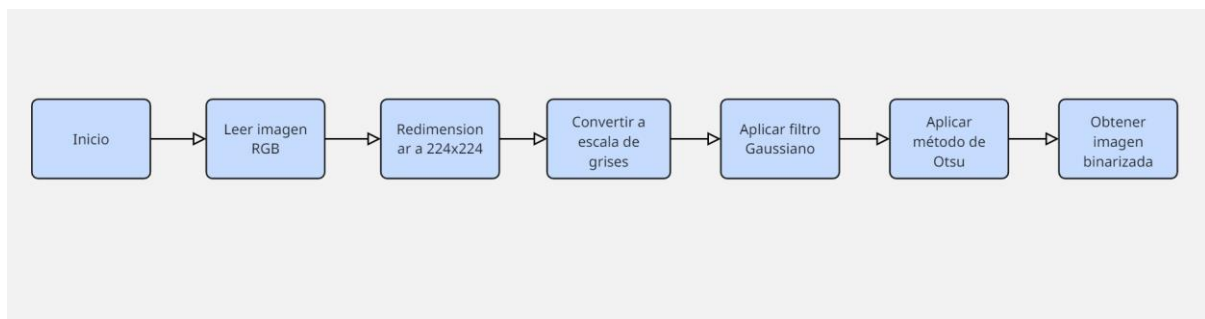 Inicio
Leer imagen
RGB
Redimension
ar a 224x224
Convertir a
escala de
grises
Aplicar filtro
Gaussiano
Aplicar
método de
Otsu
Obtener
imagen
binarizada